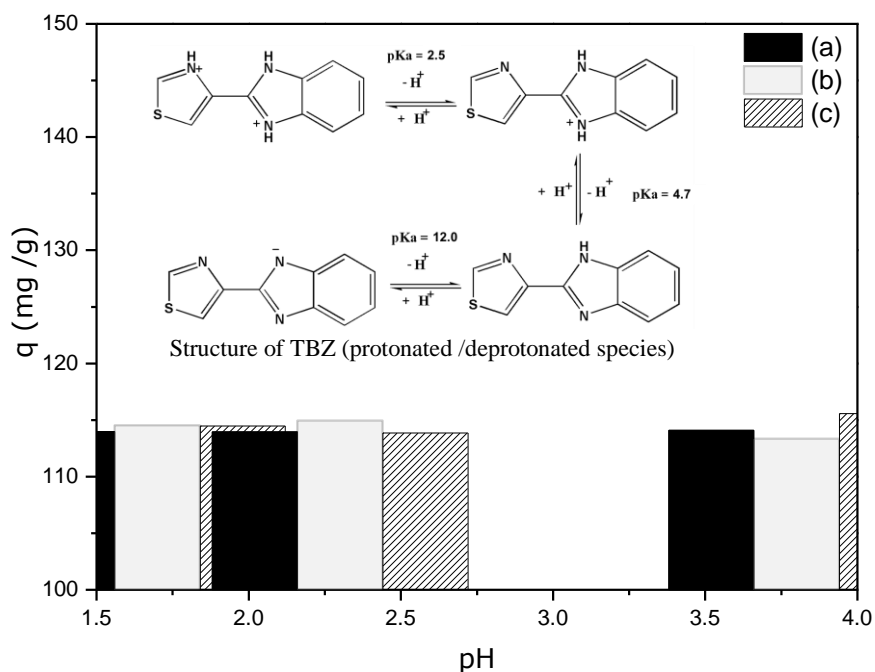 150
140
130
120
110
100
q (mg /g)
1.5 2.0 2.5 3.0 3.5 4.0
pH
(a)
(b)
(c)
H
N+
S
H
N
N
+
H
pKa = 2.5
- H+
+ H+
N
S
H
N
N
+
H
+ H+ - H+ pKa = 4.7
N
S
−
N
N
pKa = 12.0
- H+
+ H+
N
S
H
N
N
Structure of TBZ (protonated /deprotonated species)